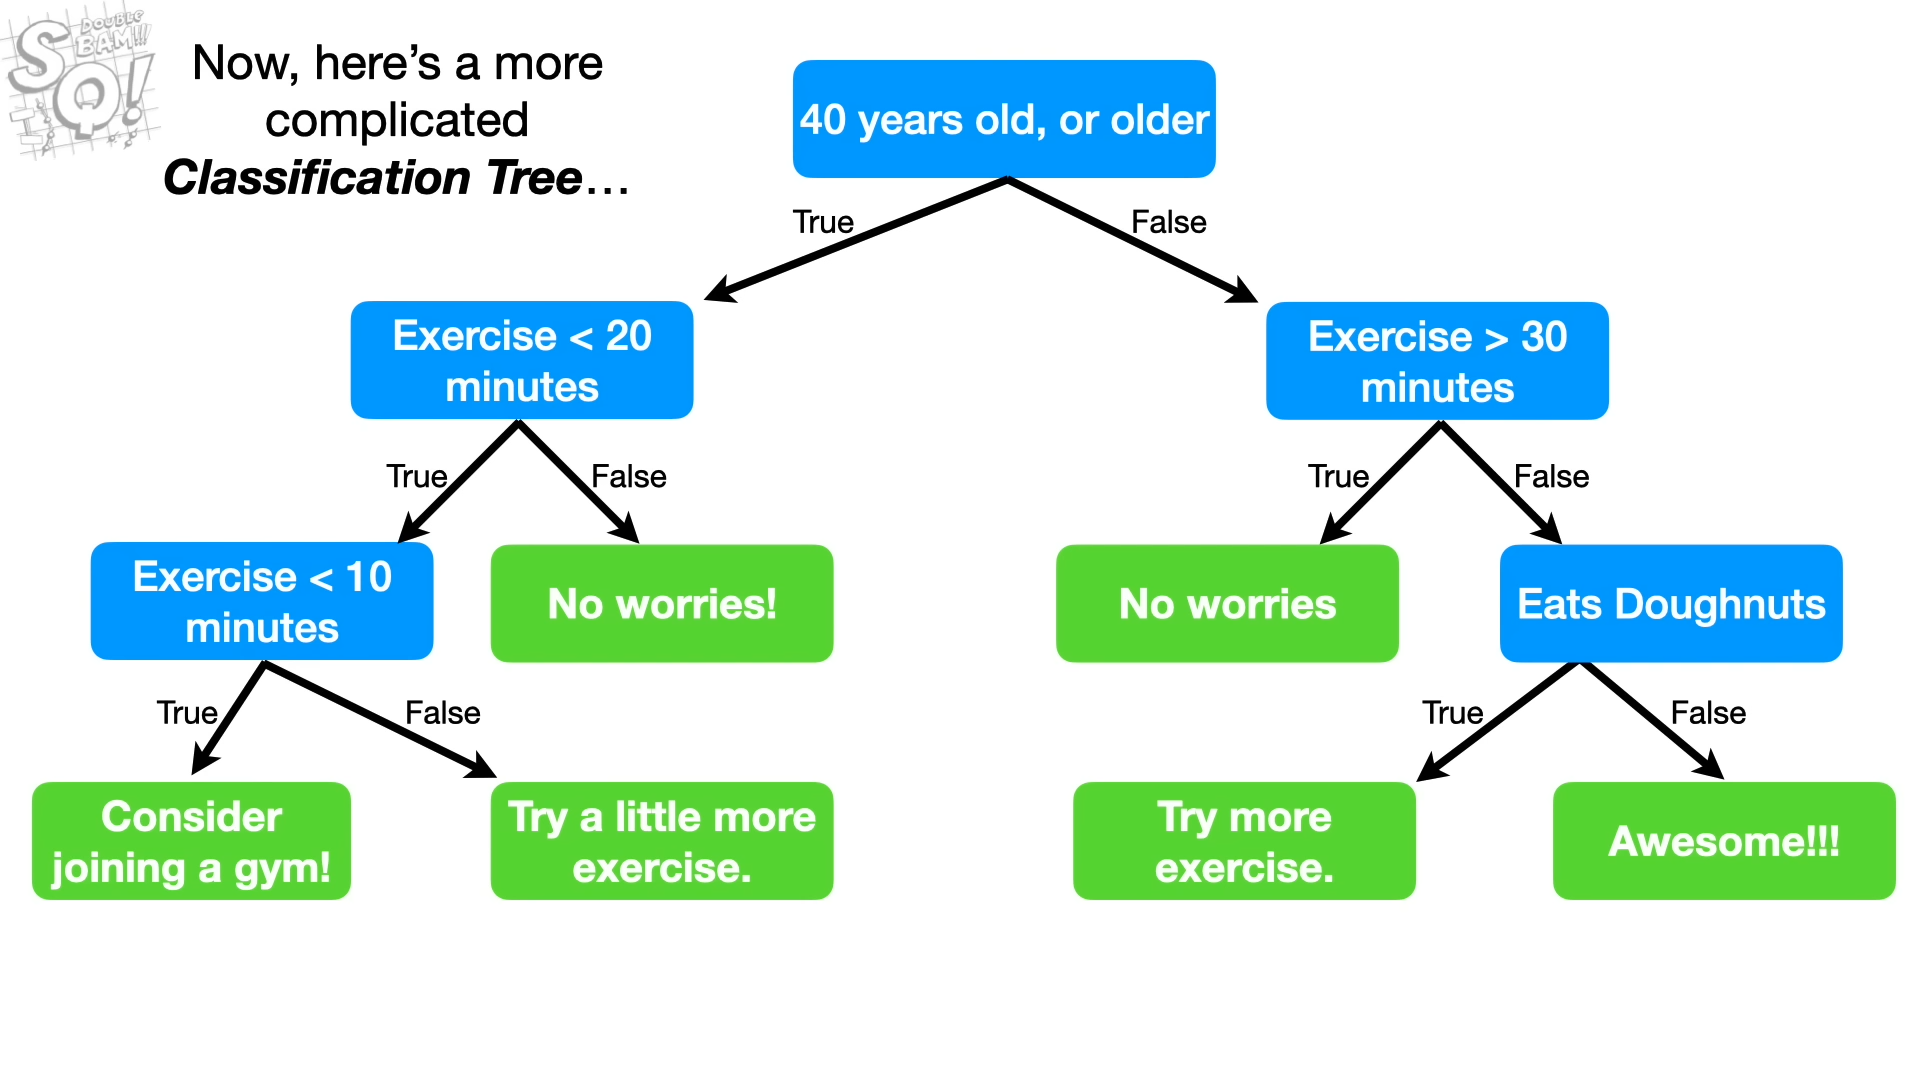 DOUBLE
BAM!!!
SQ!
Now, here’s a more
complicated
Classification Tree…
40 years old, or older
True
False
Exercise < 20
minutes
Exercise > 30
minutes
True
False
True
False
Exercise < 10
minutes
No worries!
No worries
Eats Doughnuts
True
False
True
False
Consider
joining a gym!
Try a little more
exercise.
Try more
exercise.
Awesome!!!